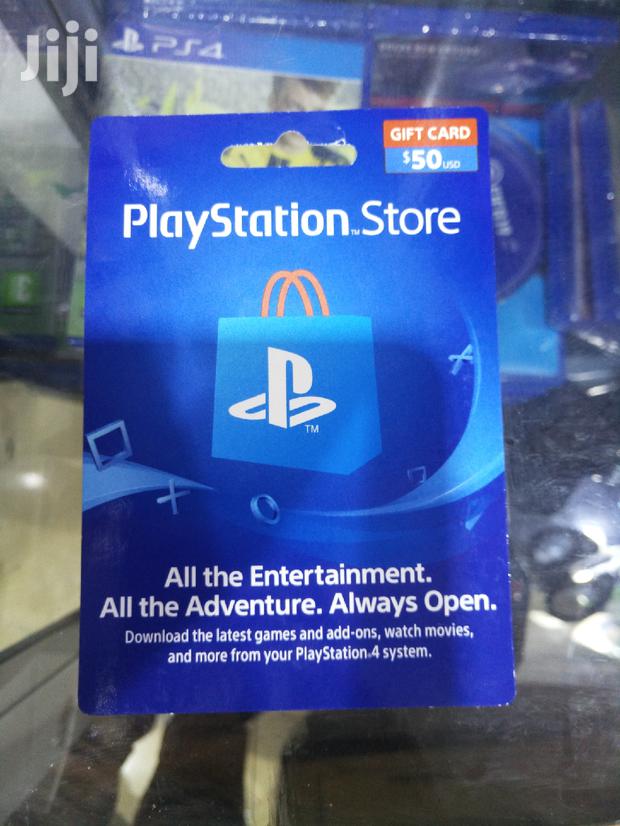 Jiji
PS4
GIFT CARD
$50 USD
PlayStation™ Store
TM
All the Entertainment.
All the Adventure. Always Open.
Download the latest games and add-ons, watch movies,
and more from your PlayStation®4 system.